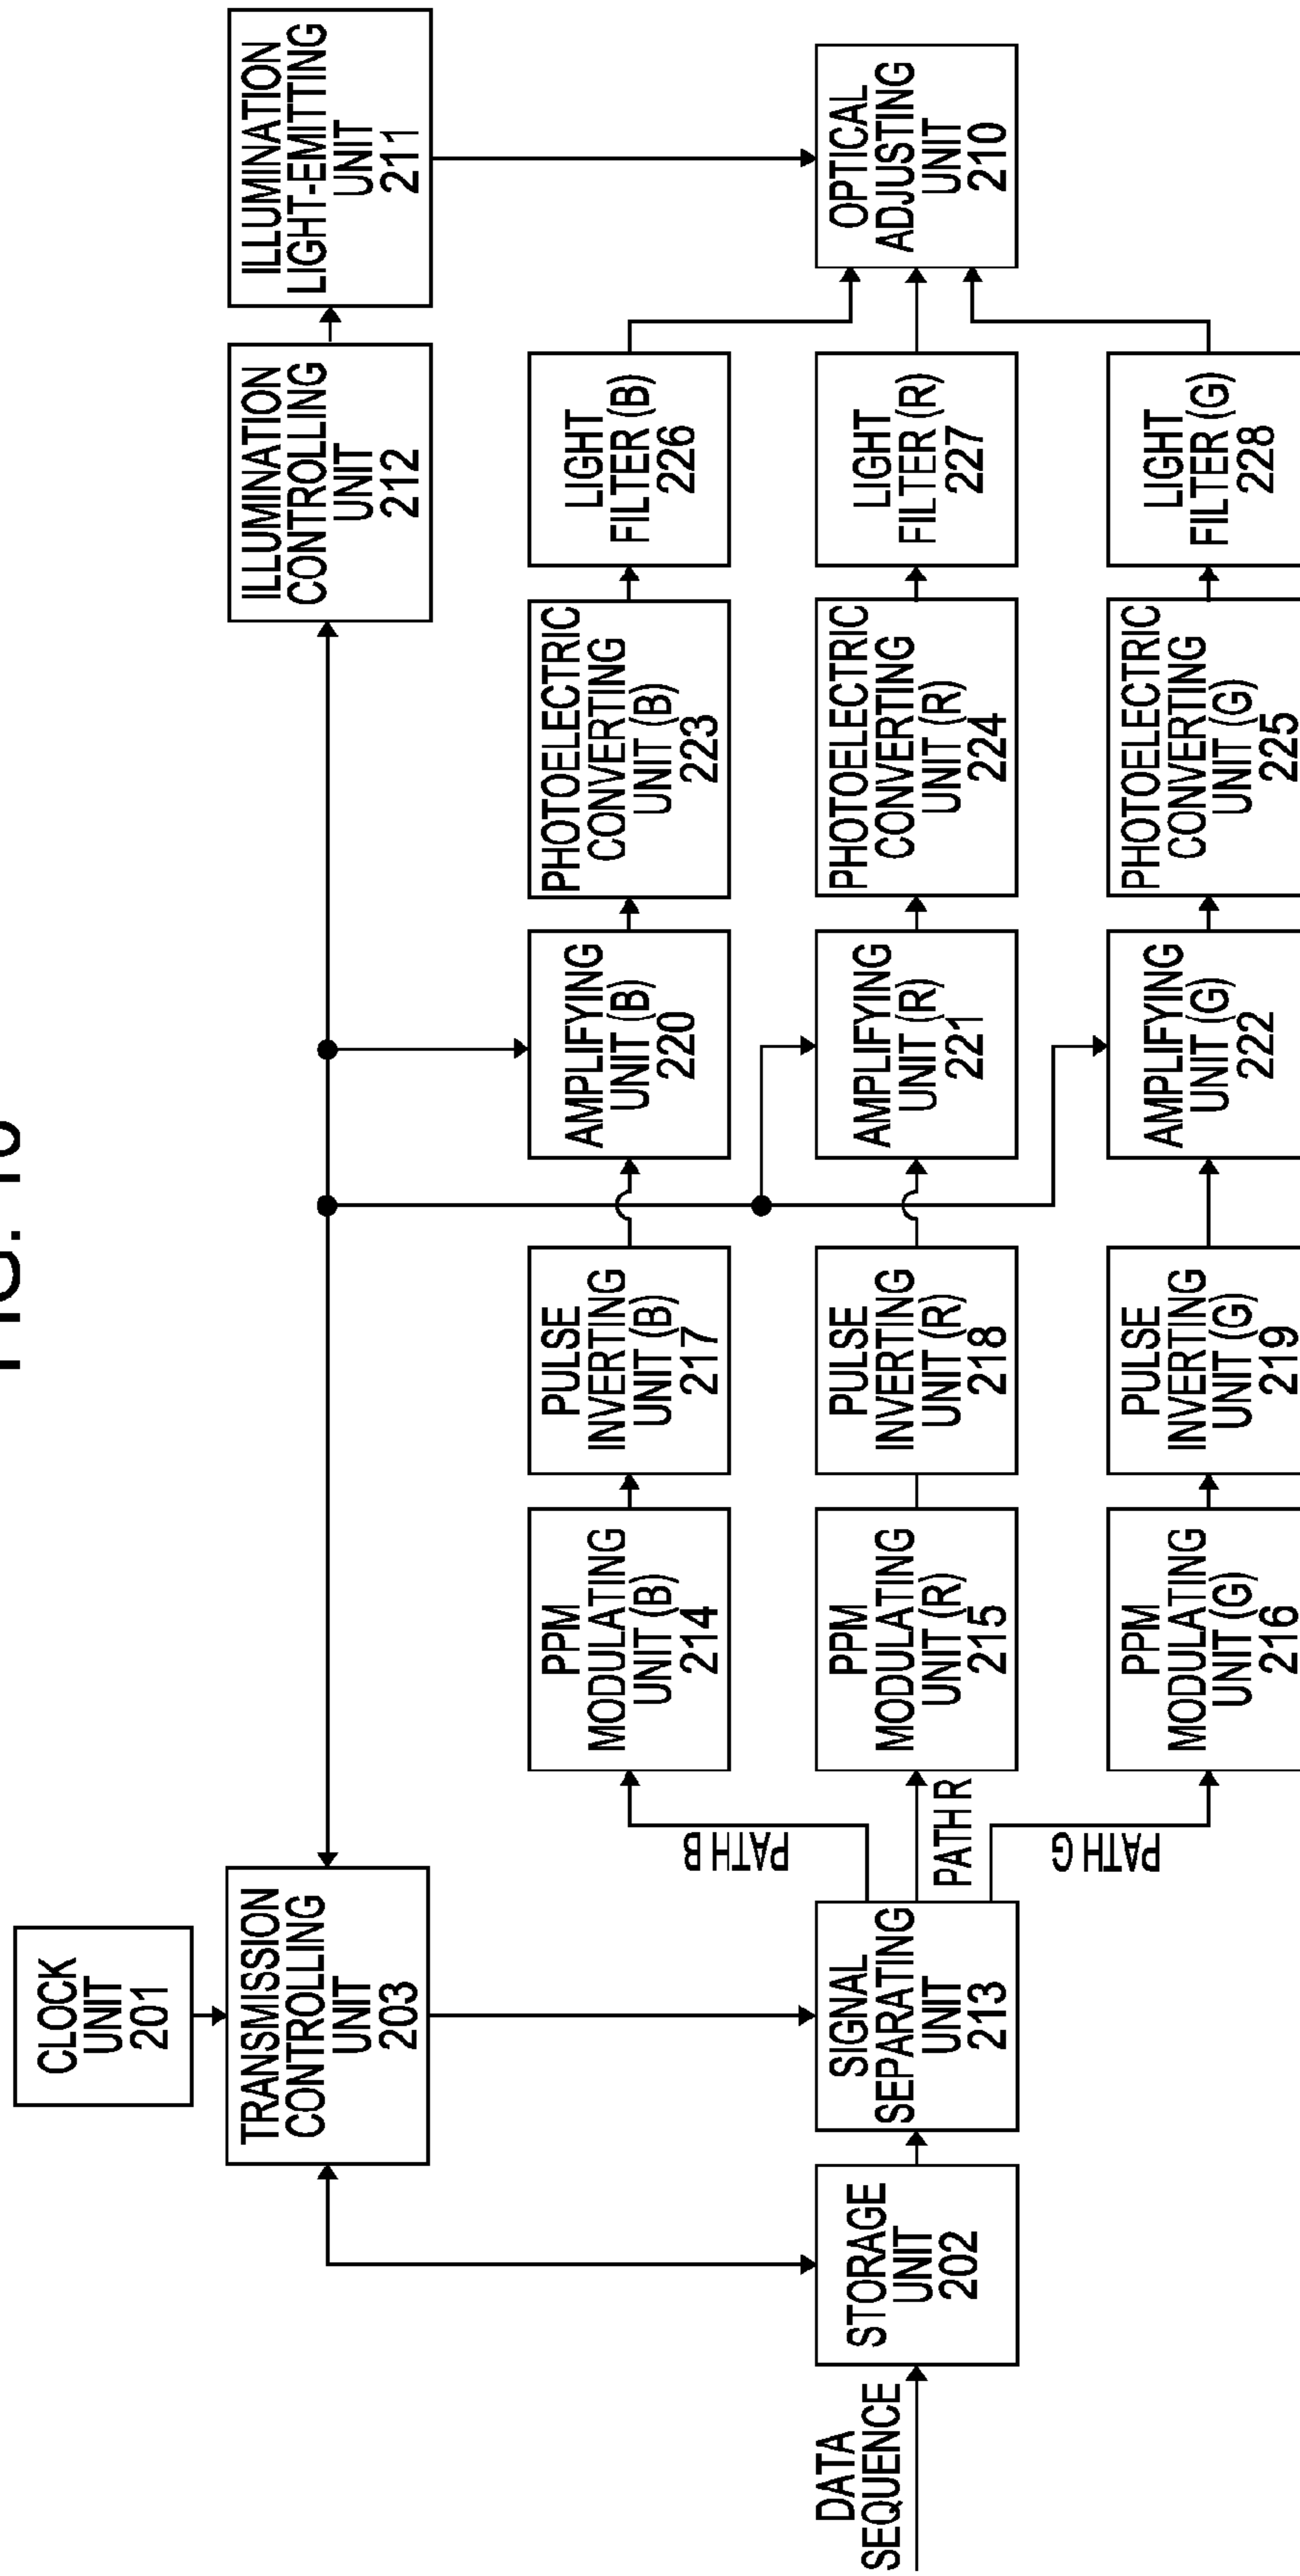 CLOCK
UNIT
201
TRANSMISSION
CONTROLLING
UNIT
203
ILLUMINATION
CONTROLLING
UNIT
212
ILLUMINATION
LIGHT-EMITTING
UNIT
211
DATA
SEQUENCE
STORAGE
UNIT
202
SIGNAL
SEPARATING
UNIT
213
PATH B
PATH R
PATH G
PPM
MODULATING
UNIT (B)
214
PULSE
INVERTING
UNIT (B)
217
AMPLIFYING
UNIT (B)
220
PHOTOELECTRIC
CONVERTING
UNIT (B)
223
LIGHT
FILTER (B)
226
PPM
MODULATING
UNIT (R)
215
PULSE
INVERTING
UNIT (R)
218
AMPLIFYING
UNIT (R)
221
PHOTOELECTRIC
CONVERTING
UNIT (R)
224
LIGHT
FILTER (R)
227
OPTICAL
ADJUSTING
UNIT
210
PPM
MODULATING
UNIT (G)
216
PULSE
INVERTING
UNIT (G)
219
AMPLIFYING
UNIT (G)
222
PHOTOELECTRIC
CONVERTING
UNIT (G)
225
LIGHT
FILTER (G)
228